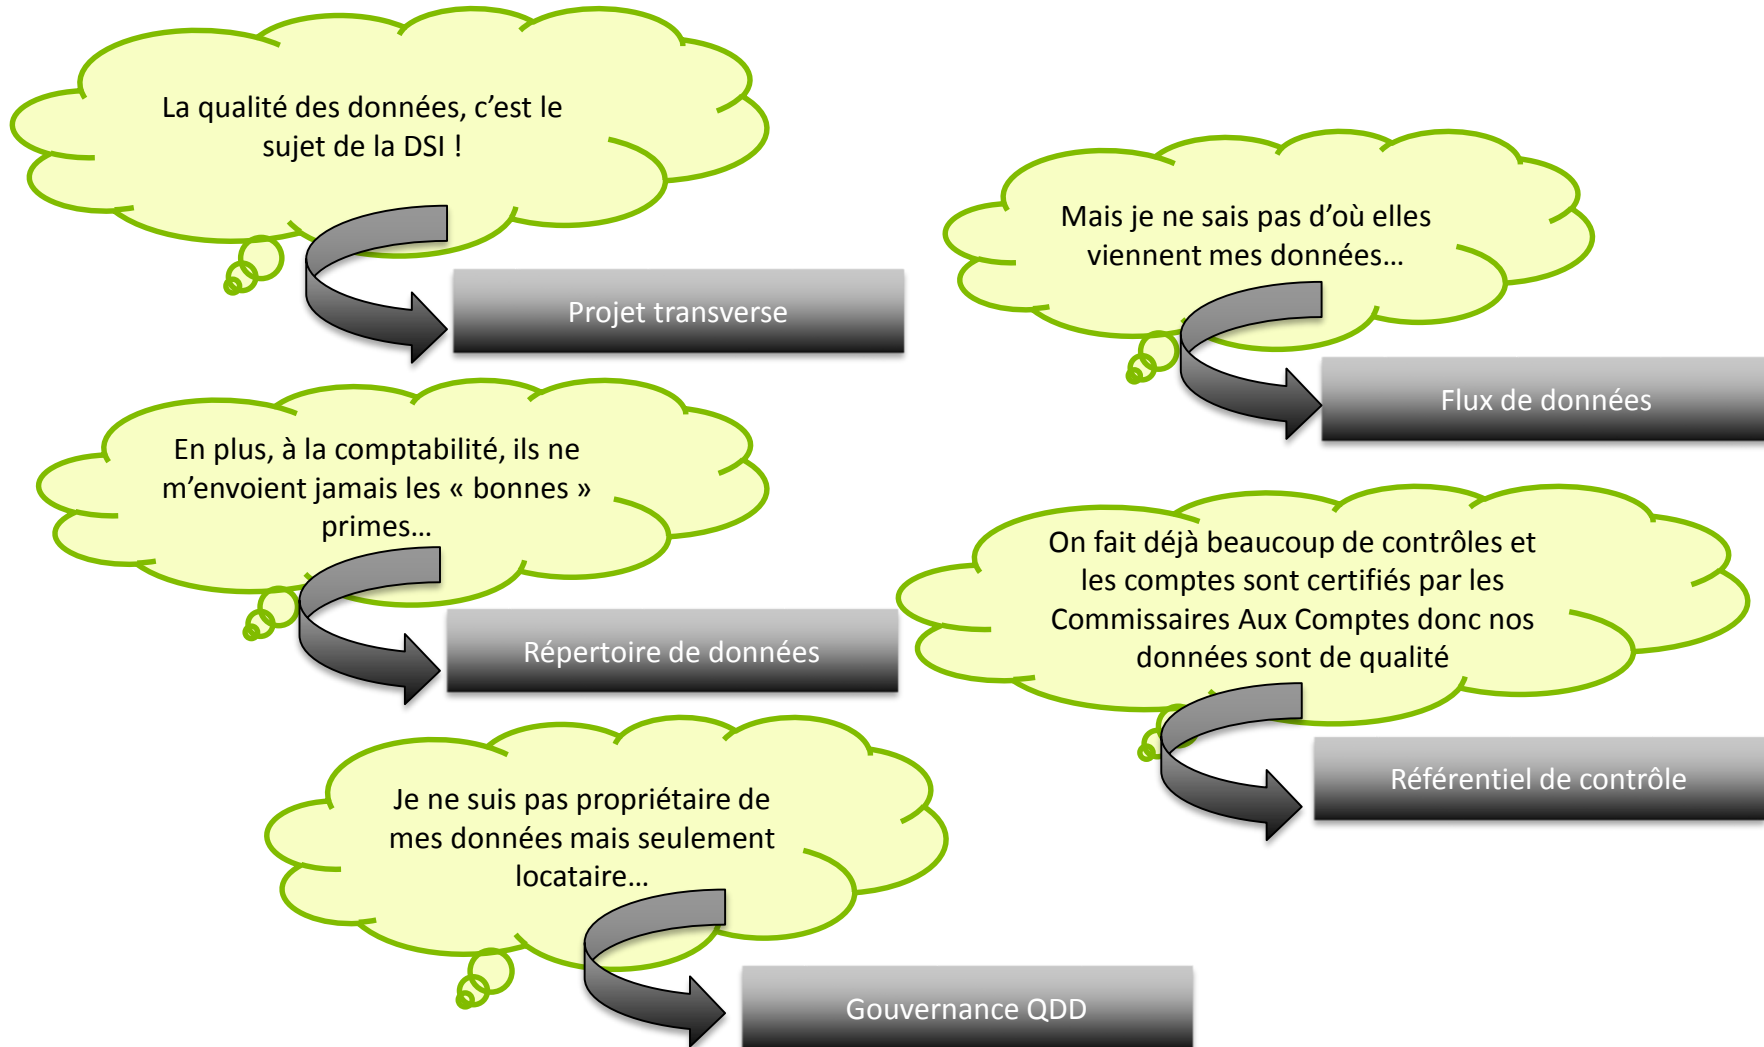 La qualité des données, c’est le
sujet de la DSI !
Projet transverse
Mais je ne sais pas d’où elles
viennent mes données…
Flux de données
En plus, à la comptabilité, ils ne
m’envoient jamais les « bonnes »
primes…
Répertoire de données
On fait déjà beaucoup de contrôles et
les comptes sont certifiés par les
Commissaires Aux Comptes donc nos
données sont de qualité
Référentiel de contrôle
Je ne suis pas propriétaire de
mes données mais seulement
locataire…
Gouvernance QDD